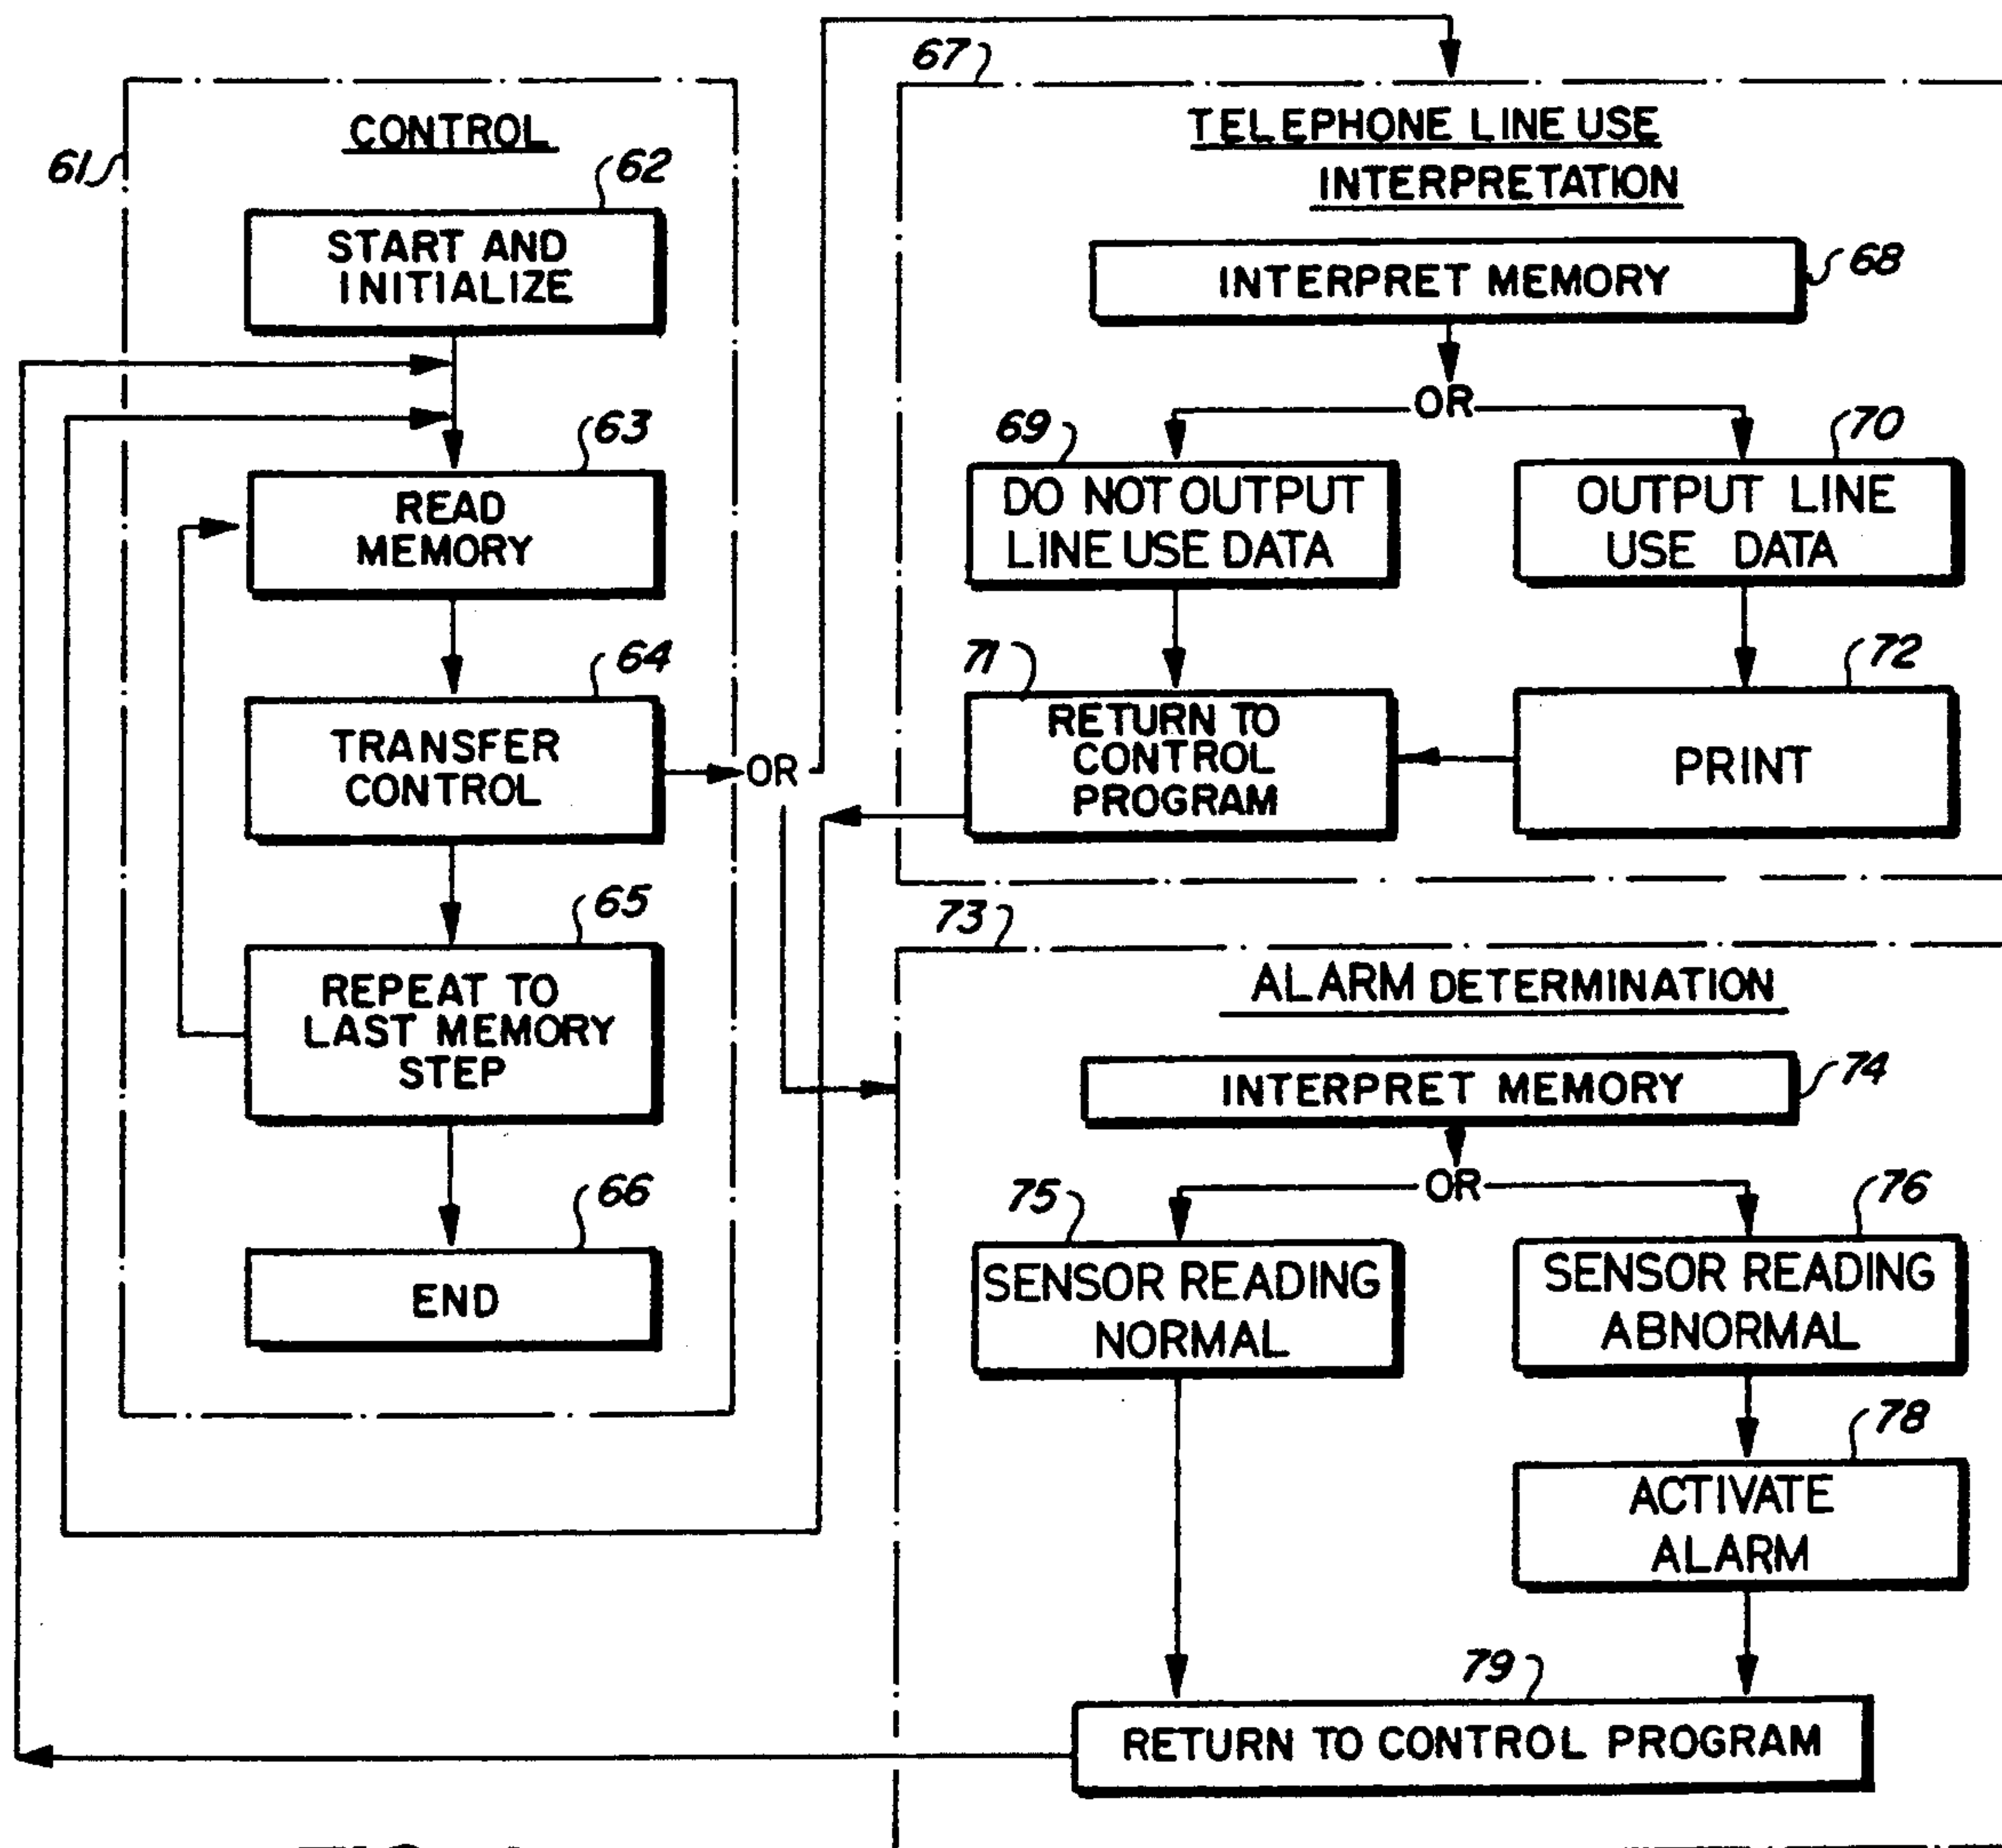 CONTROL
61
62
START AND
INITIALIZE
63
READ
MEMORY
64
TRANSFER
CONTROL
OR
65
REPEAT TO
LAST MEMORY
STEP
66
END
67
TELEPHONE LINE USE
INTERPRETATION
INTERPRET MEMORY
68
OR
69
DO NOT OUTPUT
LINE USE DATA
70
OUTPUT LINE
USE DATA
71
RETURN TO
CONTROL
PROGRAM
72
PRINT
73
ALARM DETERMINATION
INTERPRET MEMORY
74
OR
75
SENSOR READING
NORMAL
76
SENSOR READING
ABNORMAL
78
ACTIVATE
ALARM
79
RETURN TO CONTROL PROGRAM